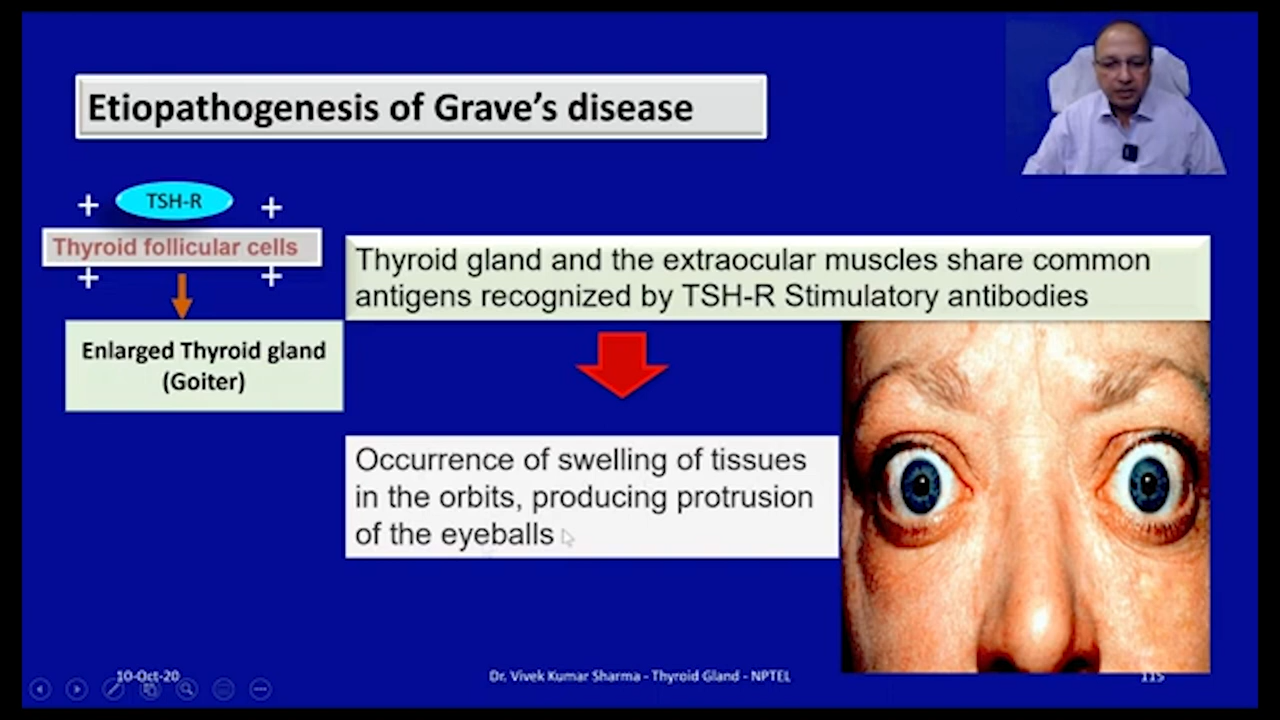 Etiopathogenesis of Grave's disease
+ TSH-R +
Thyroid follicular cells
+ +
Enlarged Thyroid gland
(Goiter)
Thyroid gland and the extraocular muscles share common
antigens recognized by TSH-R Stimulatory antibodies
Occurrence of swelling of tissues
in the orbits, producing protrusion
of the eyeballs
10-Oct-20
Dr. Vivek Kumar Sharma - Thyroid Gland - NPTEL
115